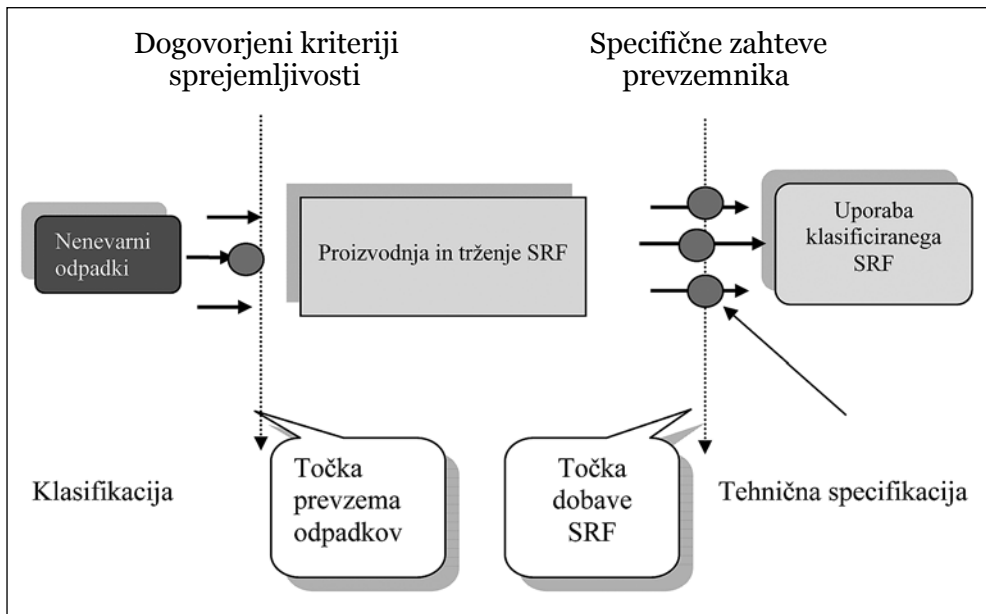 Dogovorjeni kriteriji
sprejemljivosti
Specifične zahteve
prevzemnika
Nenevarni
odpadki
Proizvodnja in trženje SRF
Uporaba
klasificiranega
SRF
Klasifikacija
Točka
prevzema
odpadkov
Točka
dobave
SRF
Tehnična specifikacija